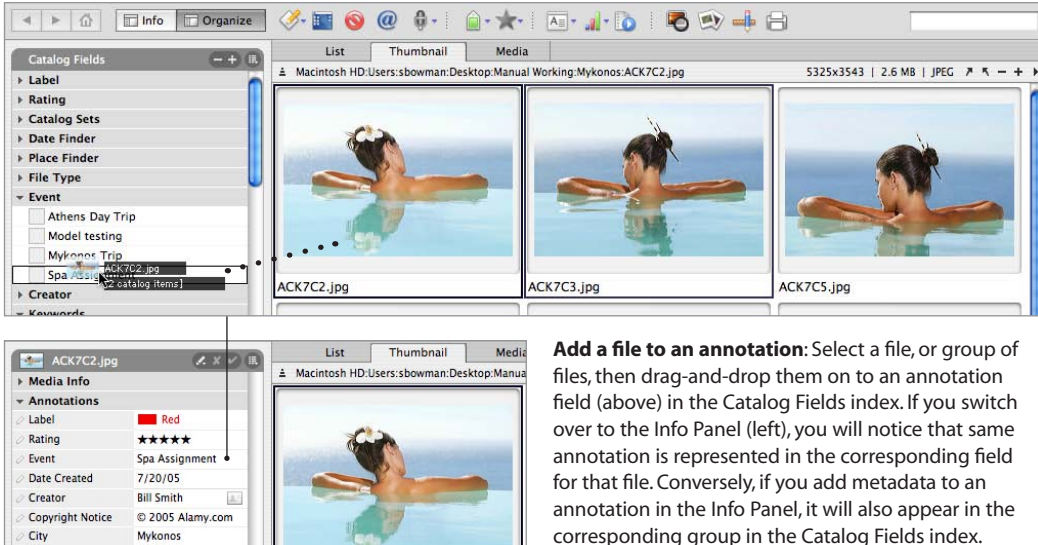 Info Organize
List Thumbnail Media
Catalog Fields
Macintosh HD:Users:sbowman:Desktop:Manual Working:Mykonos:ACK7C2.jpg 5325x3543 | 2.6 MB | JPEG
Label
Rating
Catalog Sets
Date Finder
Place Finder
File Type
Event
Athens Day Trip
Model testing
Mykonos Trip
Spa Assignment
ACK7C2.jpg
[2 catalog items]
Creator
Keywords
ACK7C2.jpg ACK7C3.jpg ACK7C5.jpg
ACK7C2.jpg
Media Info
Annotations
Label Red
Rating ★★★★★
Event Spa Assignment
Date Created 7/20/05
Creator Bill Smith
Copyright Notice © 2005 Alamy.com
City Mykonos
List Thumbnail Media
Macintosh HD:Users:sbowman:Desktop:Manua
Add a file to an annotation: Select a file, or group of
files, then drag-and-drop them on to an annotation
field (above) in the Catalog Fields index. If you switch
over to the Info Panel (left), you will notice that same
annotation is represented in the corresponding field
for that file. Conversely, if you add metadata to an
annotation in the Info Panel, it will also appear in the
corresponding group in the Catalog Fields index.